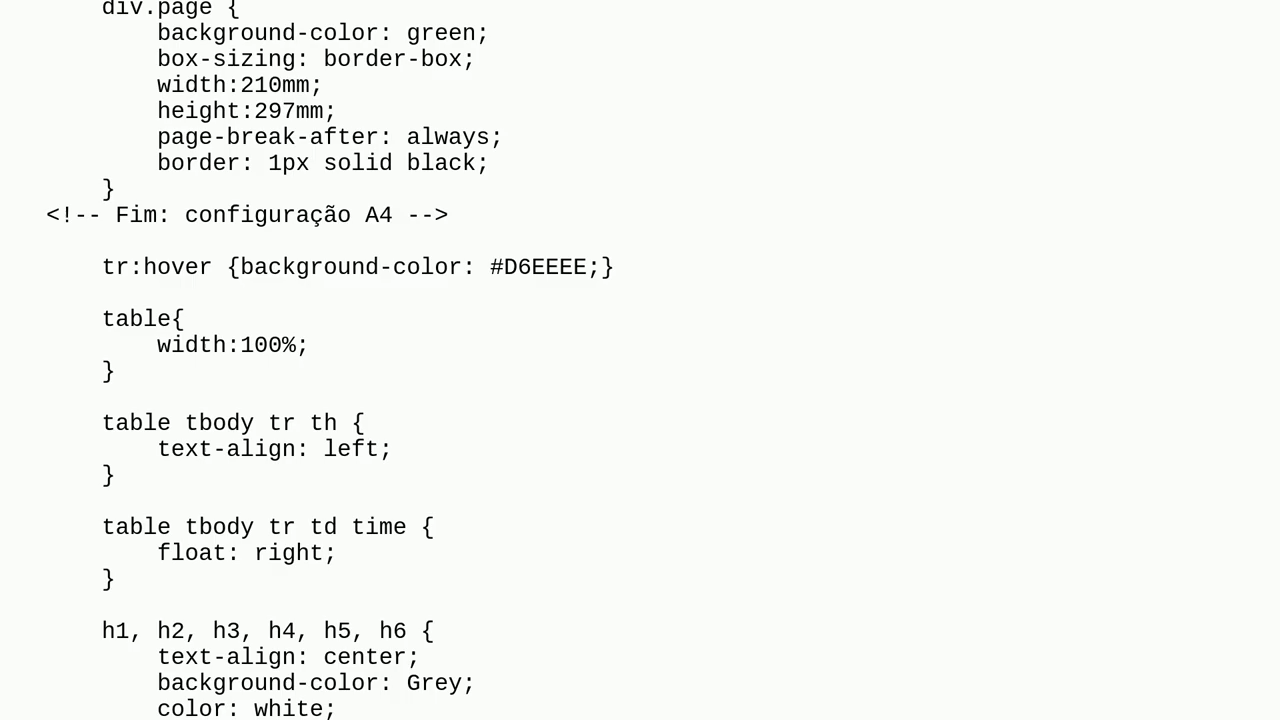 div.page {
background-color: green;
box-sizing: border-box;
width:210mm;
height:297mm;
page-break-after: always;
border: 1px solid black;
}
<!-- Fim: configuração A4 -->
tr:hover {background-color: #D6EEEE;}
table{
width:100%;
}
table tbody tr th {
text-align: left;
}
table tbody tr td time {
float: right;
}
h1, h2, h3, h4, h5, h6 {
text-align: center;
background-color: Grey;
color: white;